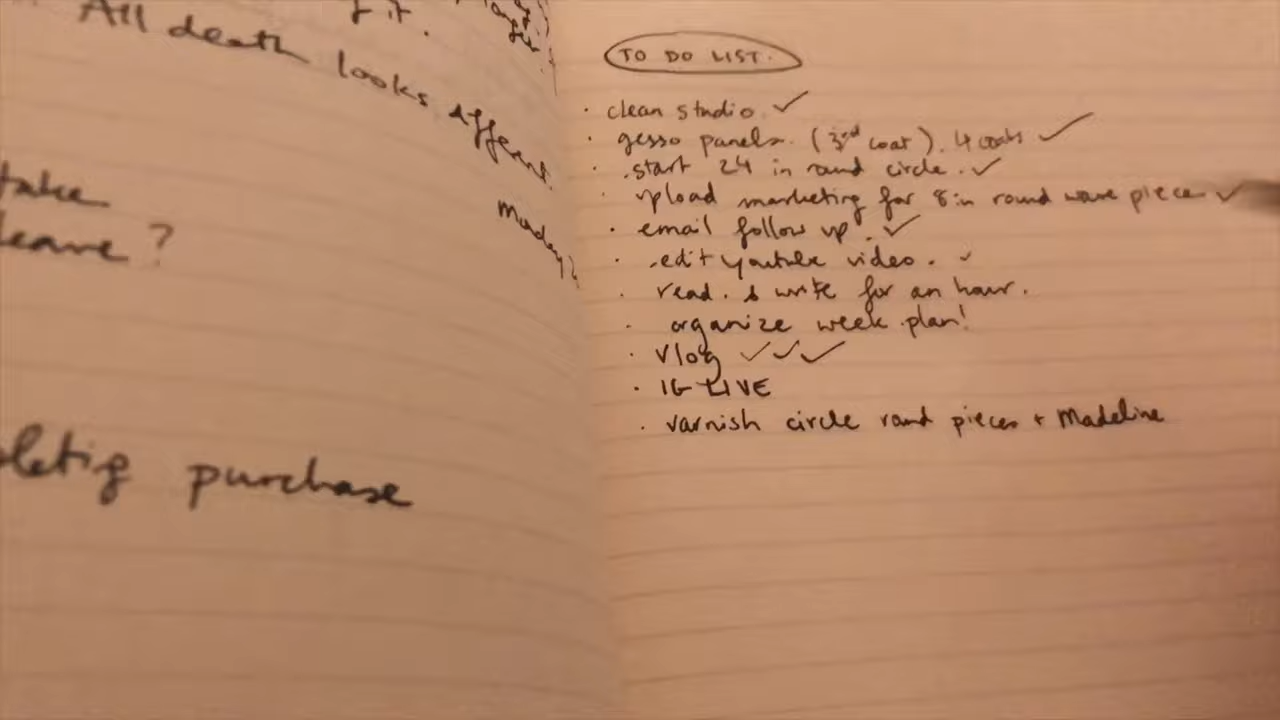 f it.
All death looks
take
leave?
purchase
Monday
TO DO LIST.
· clean studio ✓
· gesso panels. (3rd coat). 4 coats ✓
· start 24 in round circle. ✓
· upload marketing for 8 in round wave piece ✓
· email follow up. ✓
· edit youtube video. ✓
· read. & write for an hour.
· organize week plan!
· vlog ✓ ✓ ✓
· IG LIVE
· varnish circle round pieces + Madeline